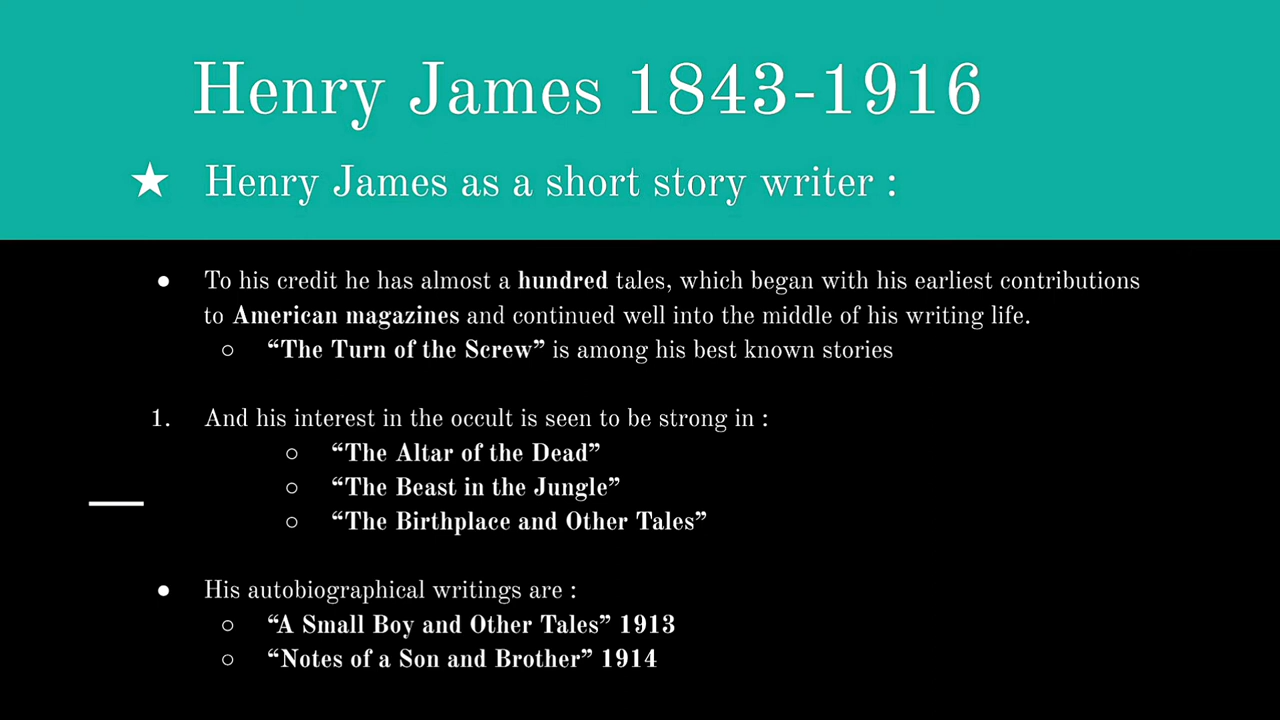 Henry James 1843-1916
★ Henry James as a short story writer :
● To his credit he has almost a hundred tales, which began with his earliest contributions
to American magazines and continued well into the middle of his writing life.
○ “The Turn of the Screw” is among his best known stories
1. And his interest in the occult is seen to be strong in :
○ “The Altar of the Dead”
○ “The Beast in the Jungle”
○ “The Birthplace and Other Tales”
● His autobiographical writings are :
○ “A Small Boy and Other Tales” 1913
○ “Notes of a Son and Brother” 1914